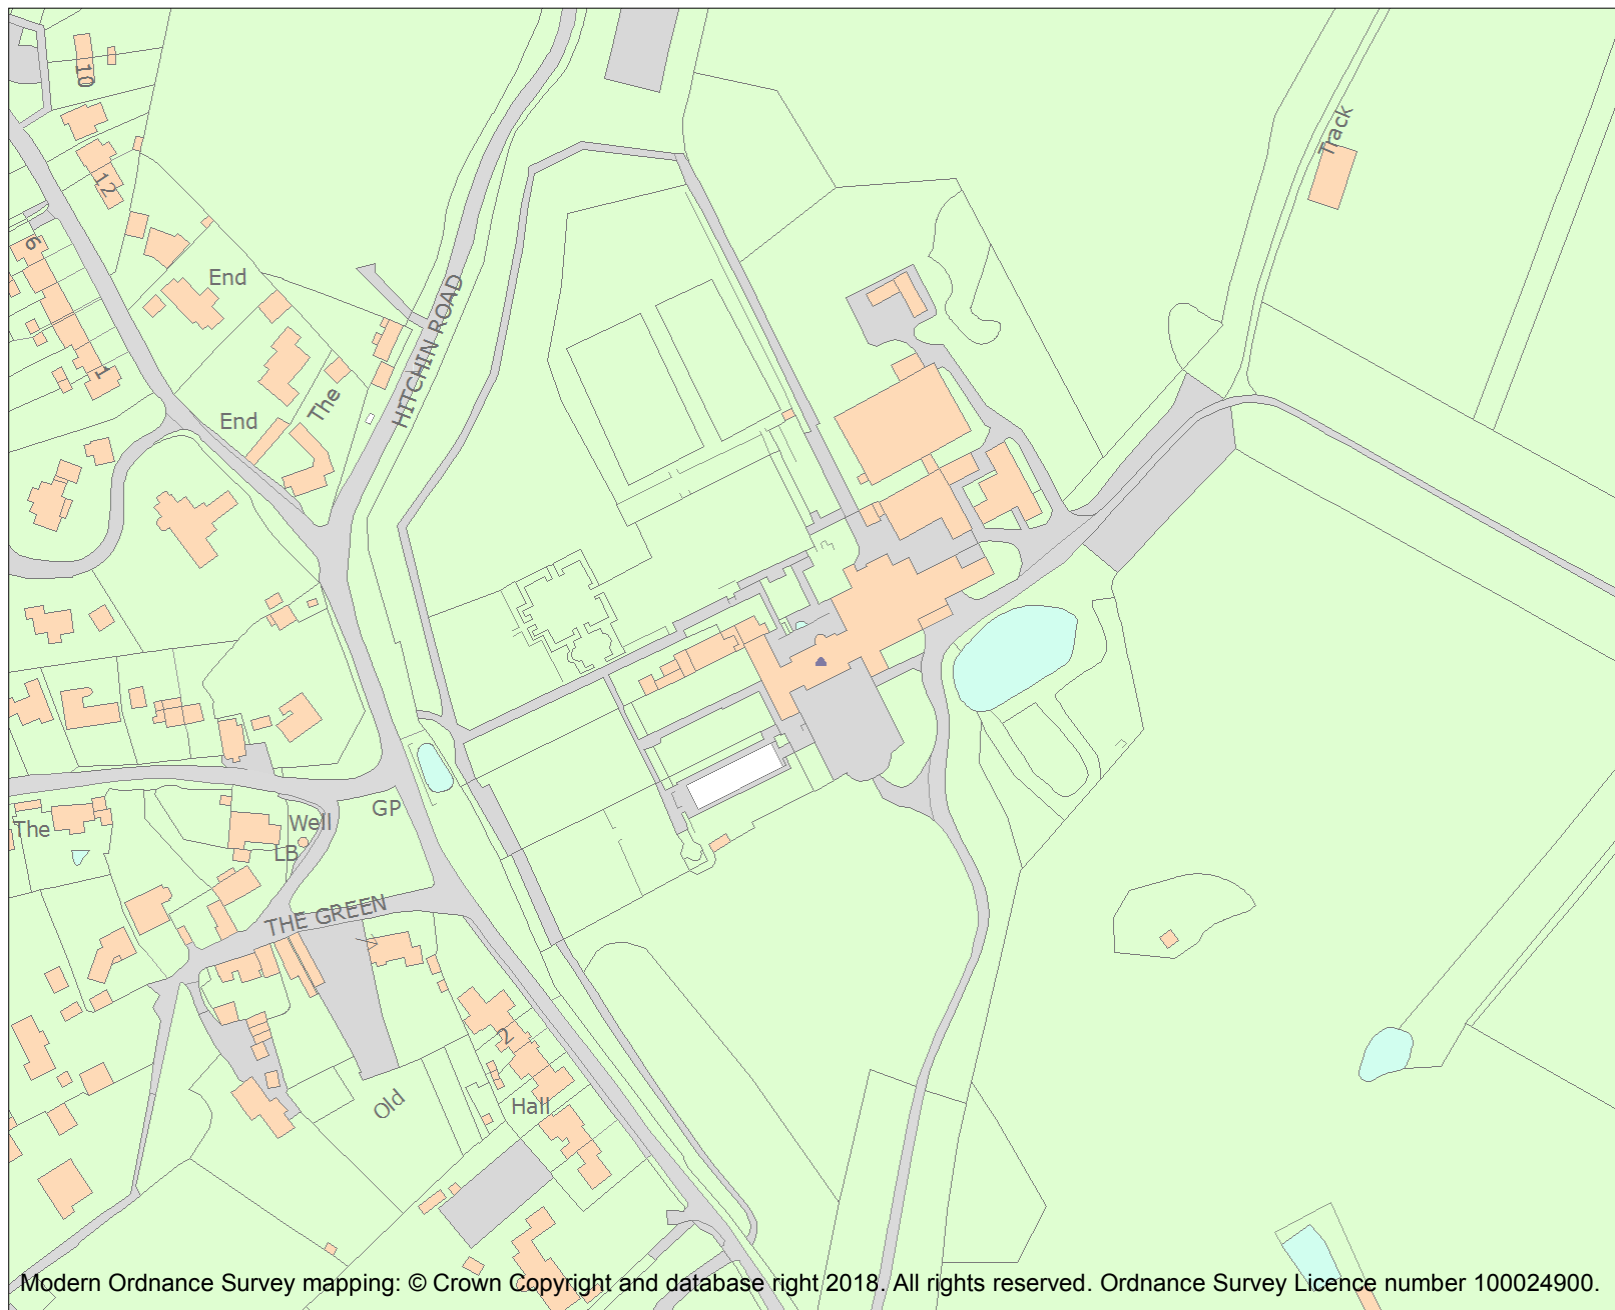 10
12
6
1
End
End
The
HITCHIN ROAD
Track
The
GP
Well
LB
THE GREEN
2
Old
Hall
Modern Ordnance Survey mapping: © Crown Copyright and database right 2018. All rights reserved. Ordnance Survey Licence number 100024900.